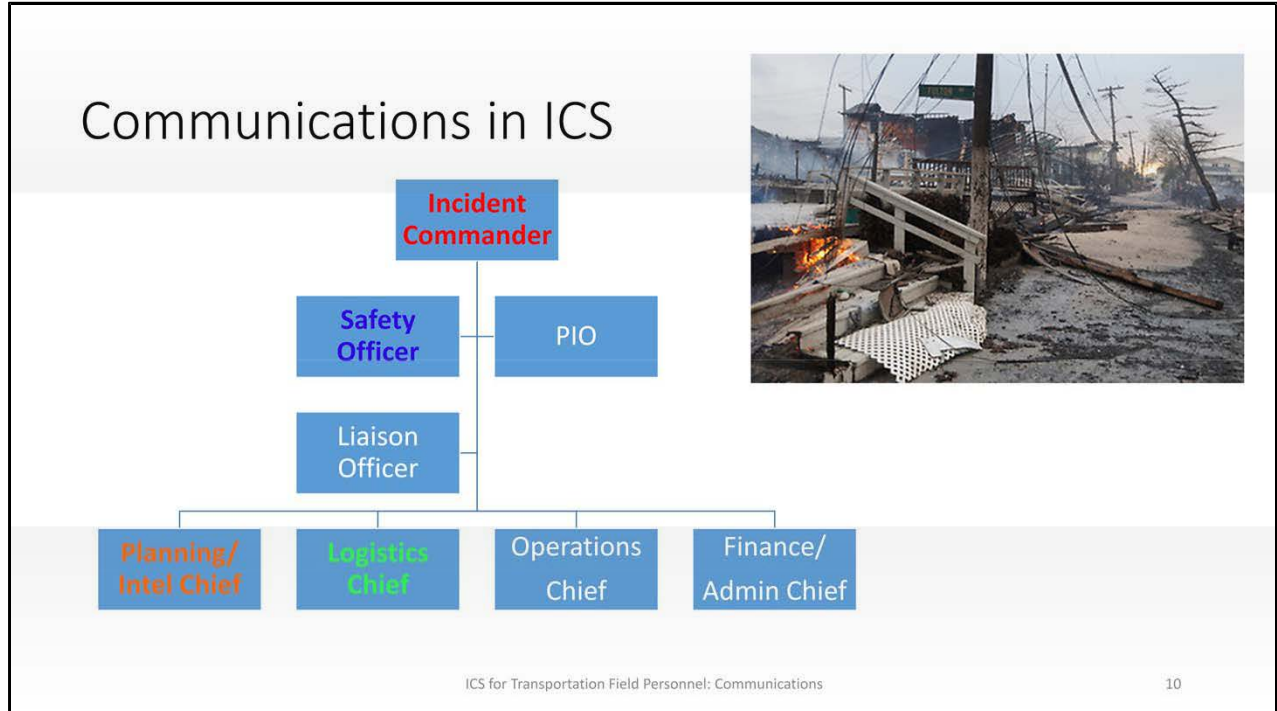 Communications in ICS
FULTON
Incident
Commander
Safety
Officer
PIO
Liaison
Officer
Planning/
Intel Chief
Logistics
Chief
Operations
Chief
Finance/
Admin Chief
ICS for Transportation Field Personnel: Communications
10